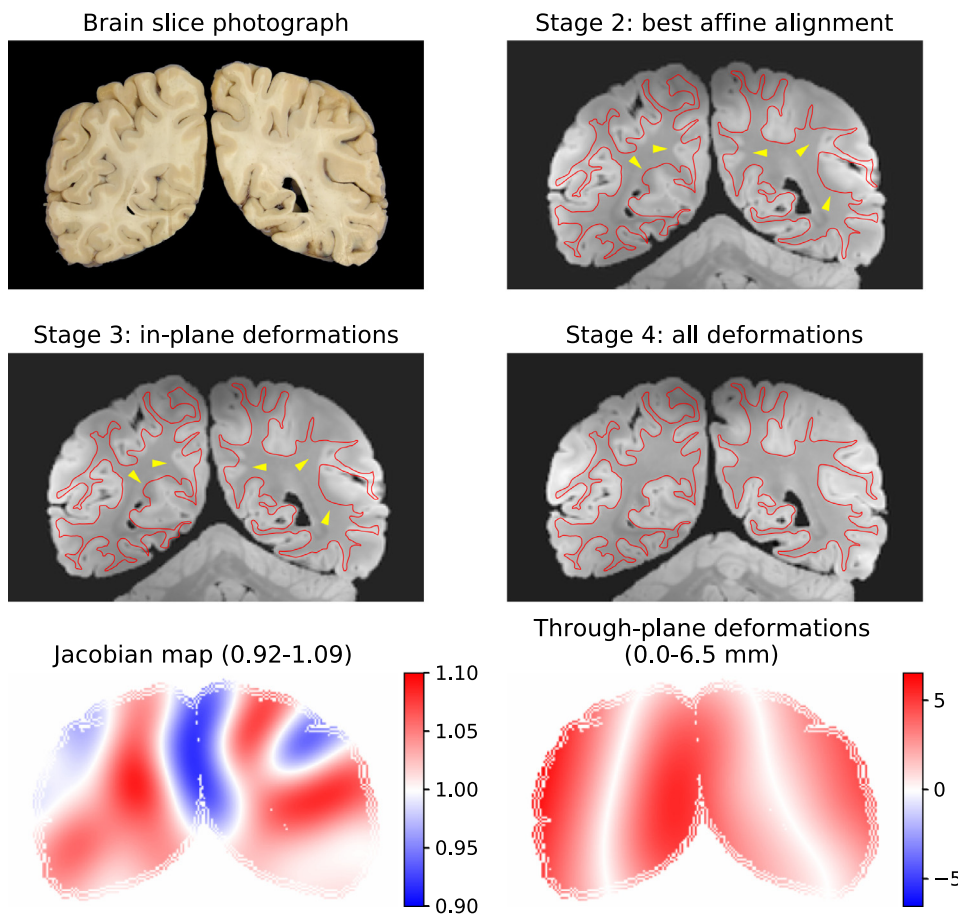 Brain slice photograph
Stage 2: best affine alignment
Stage 3: in-plane deformations
Stage 4: all deformations
Jacobian map (0.92-1.09)
1.10
1.05
1.00
0.95
0.90
Through-plane deformations
(0.0-6.5 mm)
5
0
−5